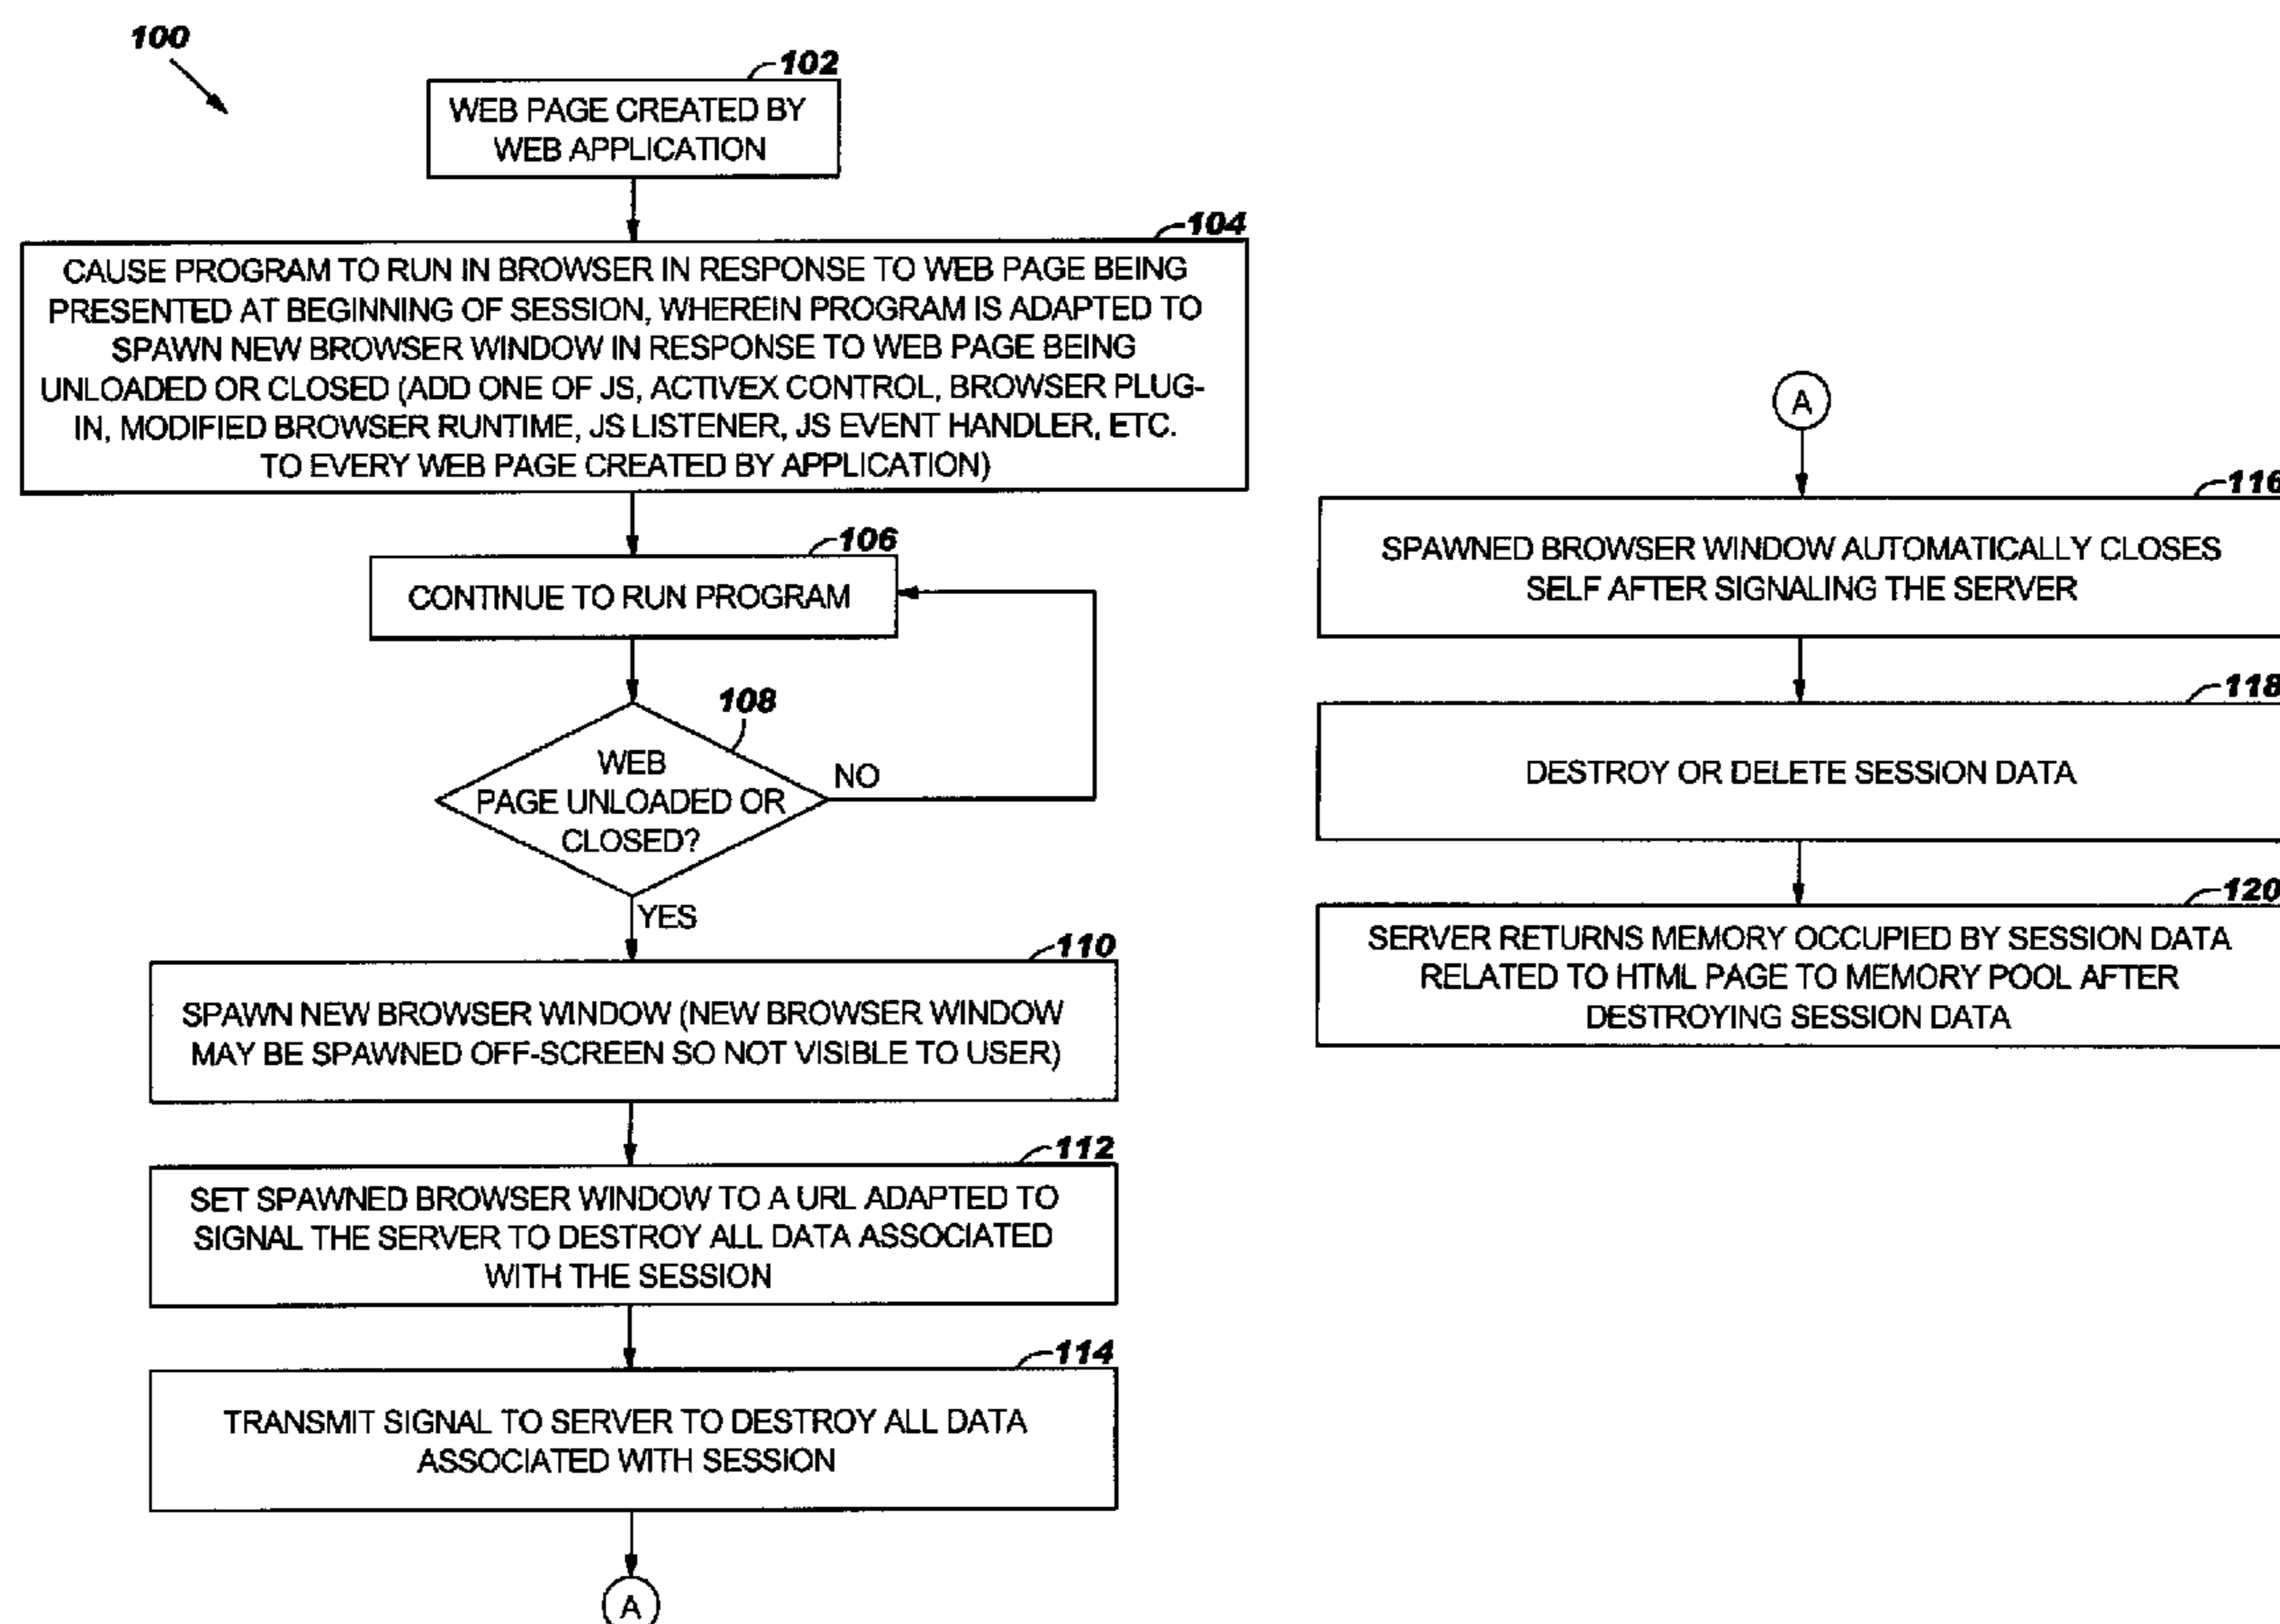 100
102
WEB PAGE CREATED BY
WEB APPLICATION
104
CAUSE PROGRAM TO RUN IN BROWSER IN RESPONSE TO WEB PAGE BEING
PRESENTED AT BEGINNING OF SESSION, WHEREIN PROGRAM IS ADAPTED TO
SPAWN NEW BROWSER WINDOW IN RESPONSE TO WEB PAGE BEING
UNLOADED OR CLOSED (ADD ONE OF JS, ACTIVEX CONTROL, BROWSER PLUG-
IN, MODIFIED BROWSER RUNTIME, JS LISTENER, JS EVENT HANDLER, ETC.
TO EVERY WEB PAGE CREATED BY APPLICATION)
106
CONTINUE TO RUN PROGRAM
108
WEB
PAGE UNLOADED OR
CLOSED?
NO
YES
110
SPAWN NEW BROWSER WINDOW (NEW BROWSER WINDOW
MAY BE SPAWNED OFF-SCREEN SO NOT VISIBLE TO USER)
112
SET SPAWNED BROWSER WINDOW TO A URL ADAPTED TO
SIGNAL THE SERVER TO DESTROY ALL DATA ASSOCIATED
WITH THE SESSION
114
TRANSMIT SIGNAL TO SERVER TO DESTROY ALL DATA
ASSOCIATED WITH SESSION
A
A
116
SPAWNED BROWSER WINDOW AUTOMATICALLY CLOSES
SELF AFTER SIGNALING THE SERVER
118
DESTROY OR DELETE SESSION DATA
120
SERVER RETURNS MEMORY OCCUPIED BY SESSION DATA
RELATED TO HTML PAGE TO MEMORY POOL AFTER
DESTROYING SESSION DATA